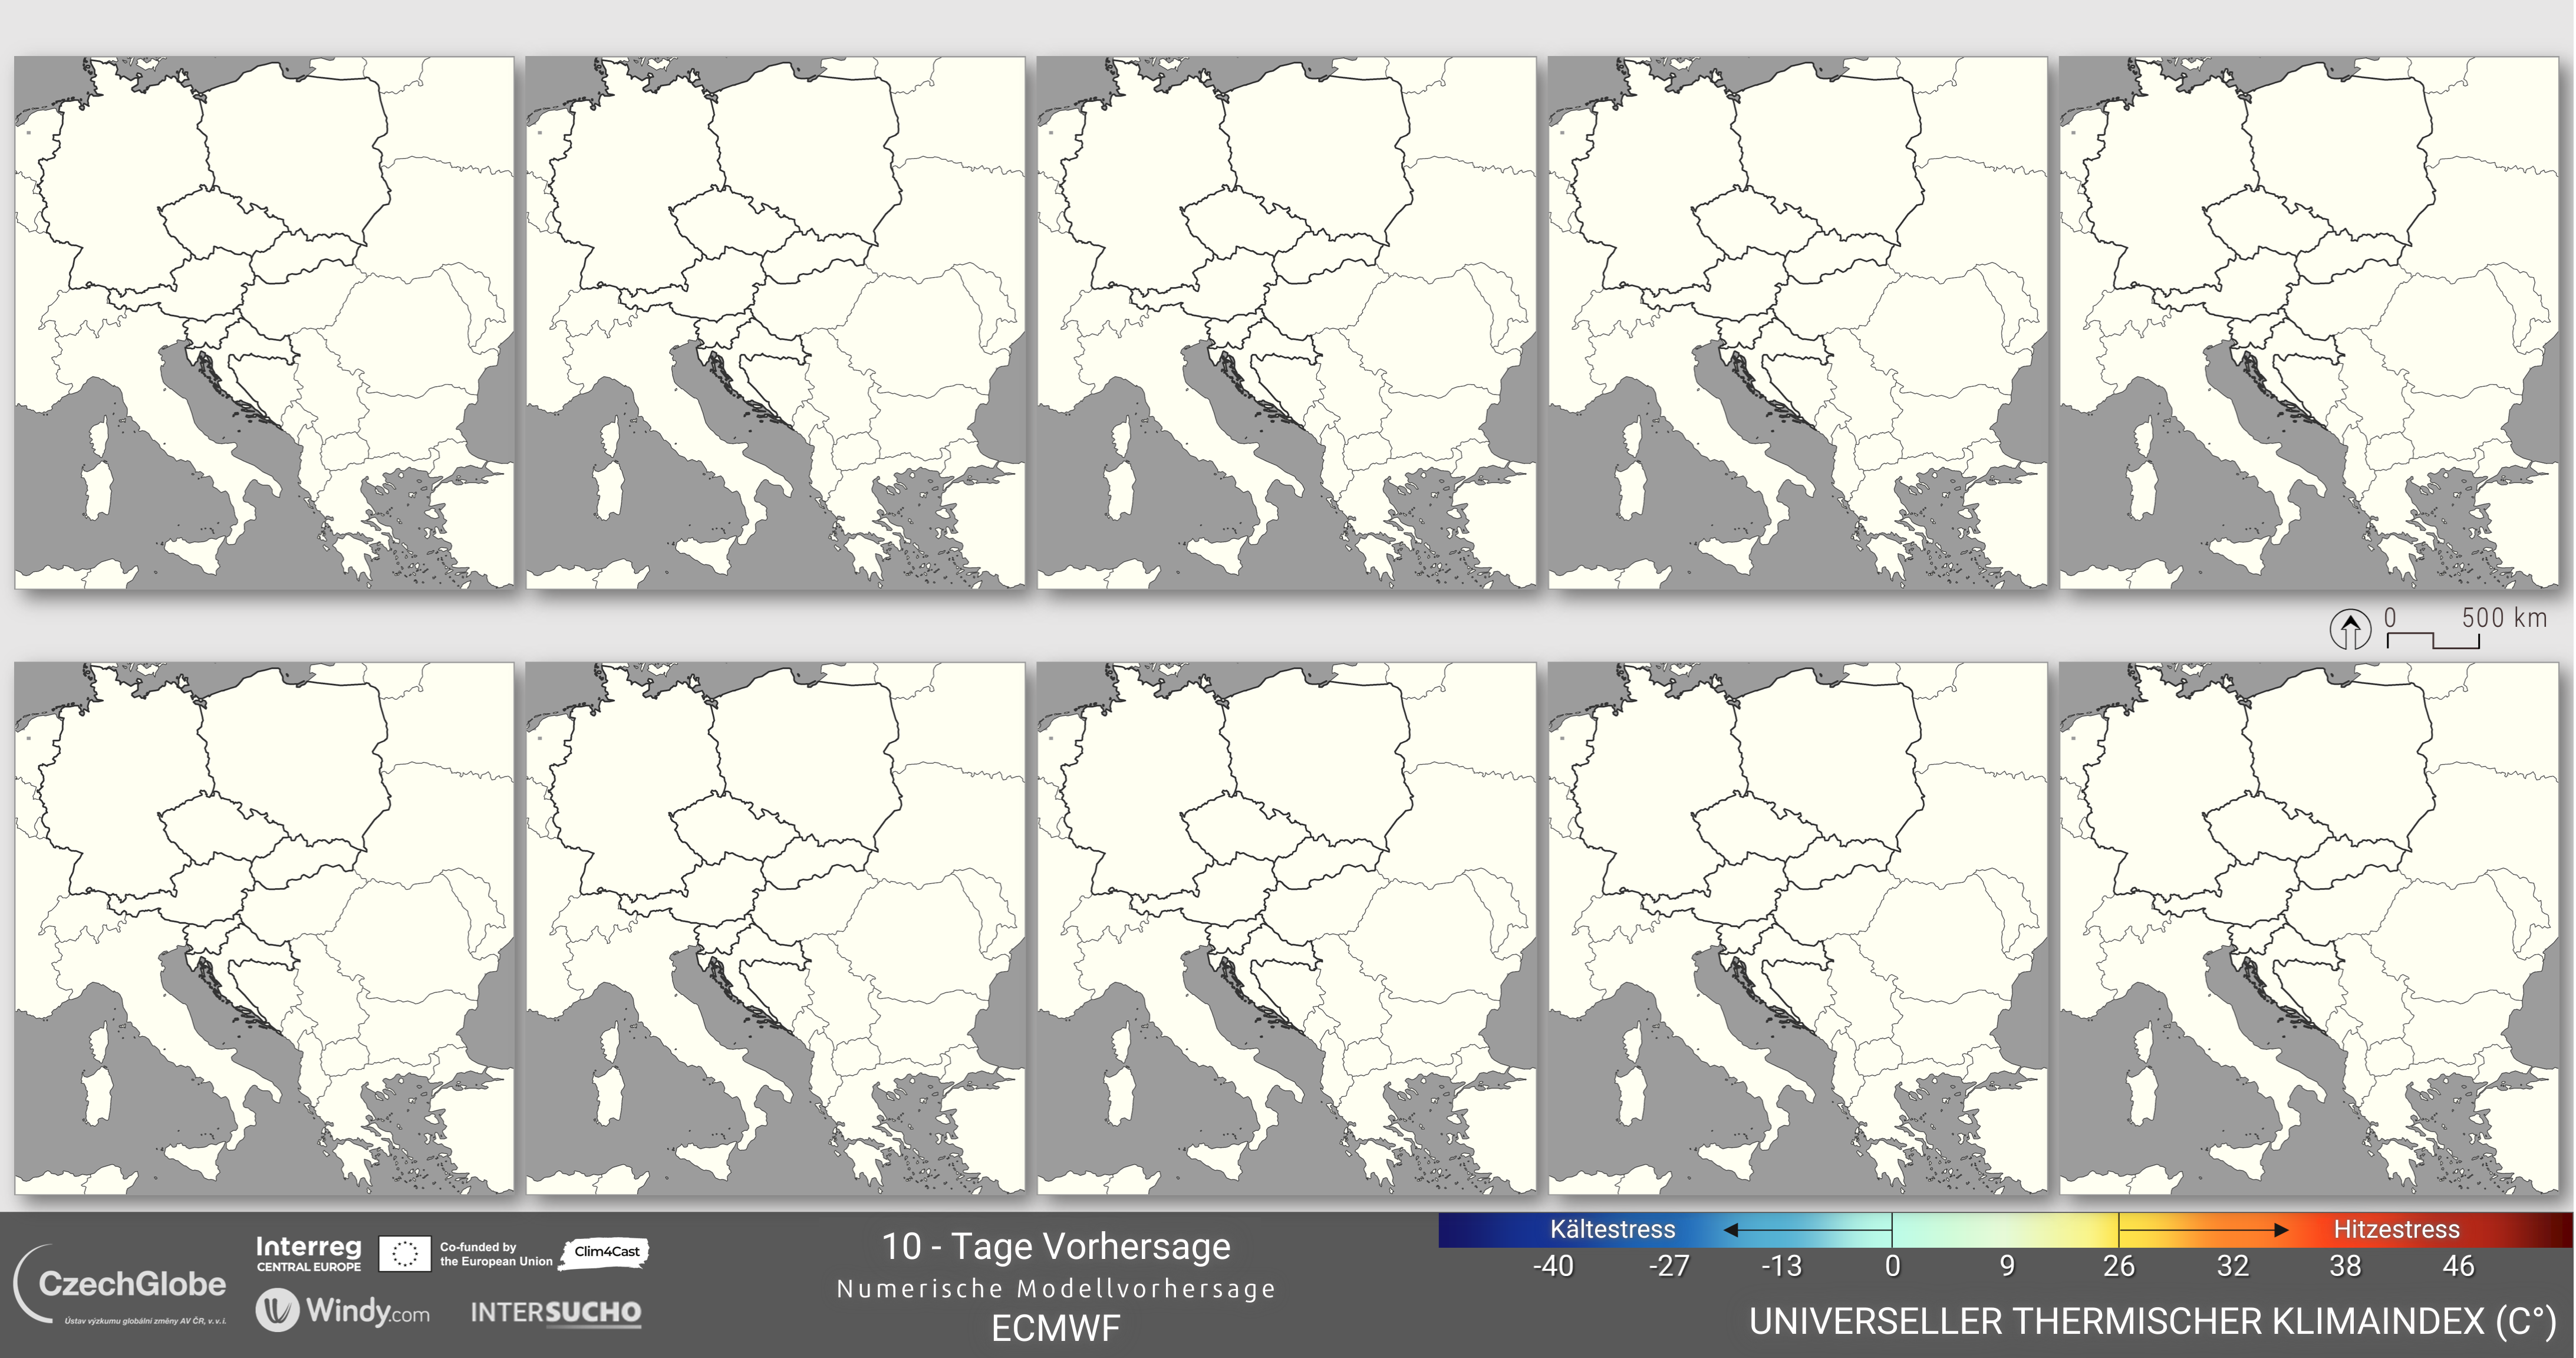 0 500 km
CzechGlobe
Ústav výzkumu globální změny AV ČR, v. v. i.
Interreg
CENTRAL EUROPE
Co-funded by
the European Union
Clim4Cast
Windy.com
INTERSUCHO
10 - Tage Vorhersage
Numerische Modellvorhersage
ECMWF
Kältestress Hitzestress
-40 -27 -13 0 9 26 32 38 46
UNIVERSELLER THERMISCHER KLIMAINDEX (C°)